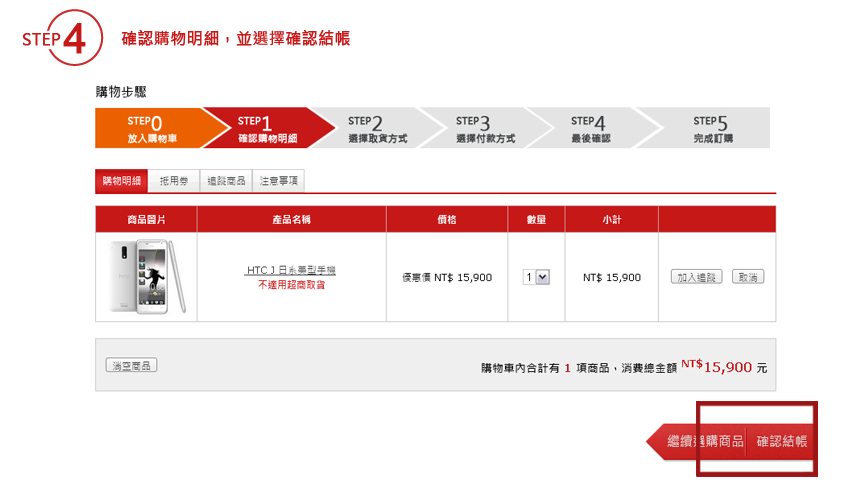 STEP 4 確認購物明細，並選擇確認結帳
購物步驟
STEP0 STEP1 STEP2 STEP3 STEP4 STEP5
放入購物車 確認購物明細 選擇取貨方式 選擇付款方式 最後確認 完成訂購
購物明細 抵用券 追蹤商品 注意事項
商品圖片 產品名稱 價格 數量 小計
HTC J 日系美型手機
不適用超商取貨
優惠價 NT$ 15,900 1 NT$ 15,900 加入追蹤 取消
清空商品 購物車內合計有 1 項商品，消費總金額 NT$15,900 元
繼續選購商品 確認結帳